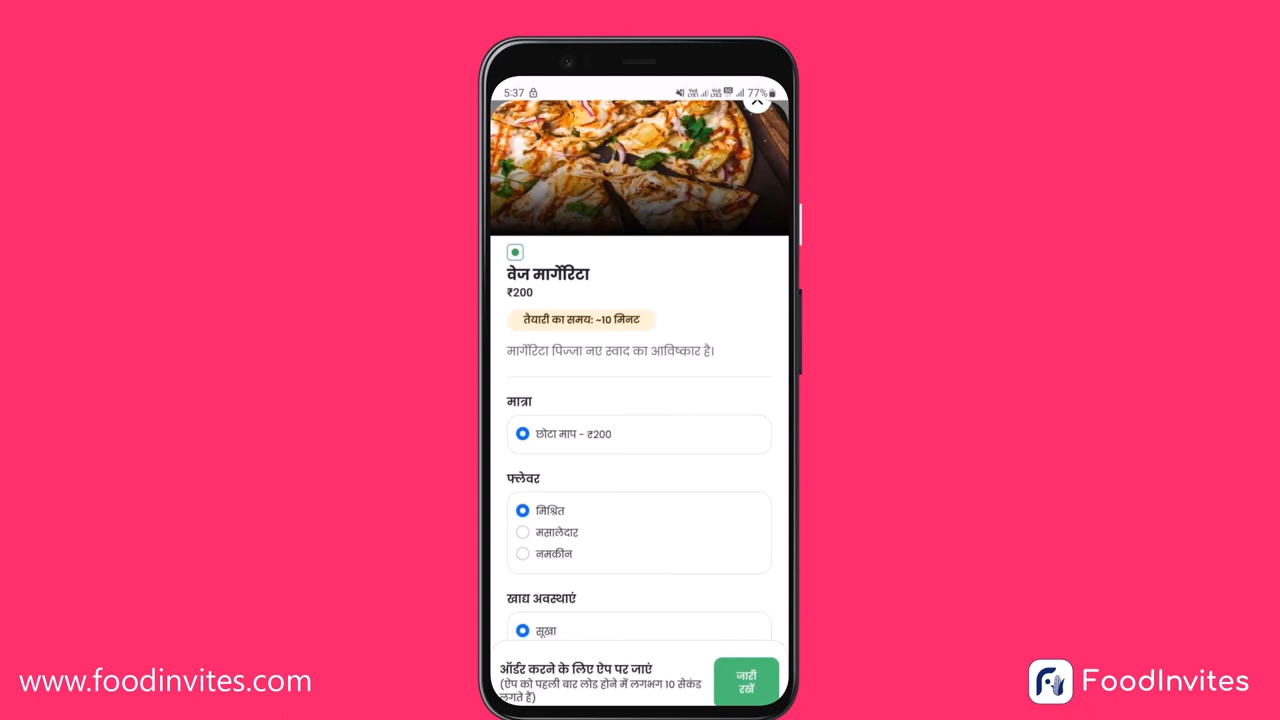 5:37
77%
वेज मार्गेरिटा
₹200
तैयारी का समय: ~10 मिनट
मार्गेरिटा पिज्जा नए स्वाद का आविष्कार है।
मात्रा
छोटा माप - ₹200
फ्लेवर
मिश्रित
मसालेदार
नमकीन
खाद्य अवस्थाएं
सूखा
ऑर्डर करने के लिए ऐप पर जाएं
(ऐप को पहली बार लोड होने में लगभग 10 सेकंड
लगते हैं)
जारी
रखें
www.foodinvites.com
FoodInvites